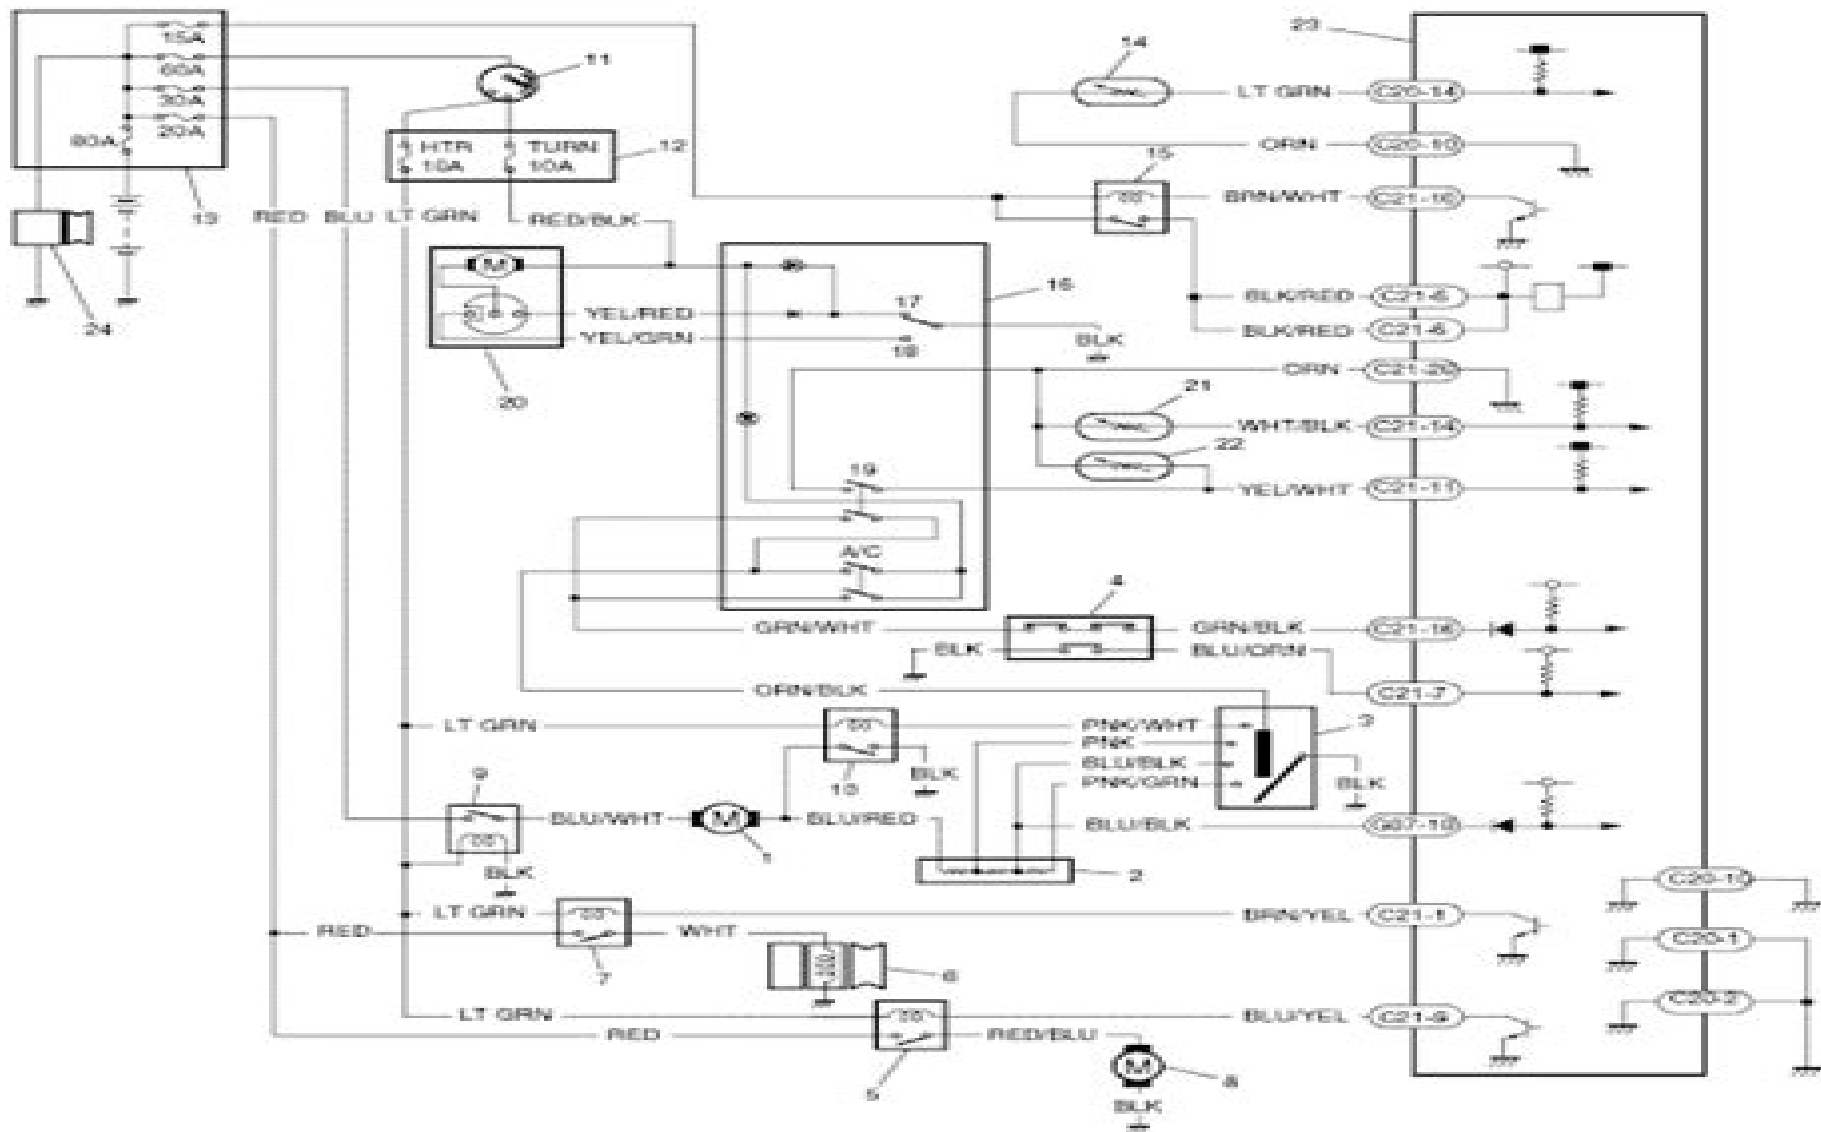 15A
60A
30A
20A
80A
11
HTR
15A
TURN
10A
12
13
RED BLU LT GRN
RED/BLK
24
M
YEL/RED
YEL/GRN
20
14
LT GRN
C20-14
ORN
C20-10
15
BRN/WHT
C21-16
16
17
18
BLK
BLK/RED
C21-6
BLK/RED
C21-5
ORN
C21-20
21
WHT/BLK
C21-14
22
19
YEL/WHT
C21-11
A/C
4
GRN/WHT
GRN/BLK
C21-18
BLK
BLU/ORN
C21-7
ORN/BLK
LT GRN
10
BLK
PNK/WHT
PNK
BLU/BLK
PNK/GRN
3
BLK
9
BLU/WHT
M
1
BLU/RED
BLU/BLK
2
BLK
LT GRN
BRN/YEL
C21-1
RED
7
WHT
6
LT GRN
BLU/YEL
C21-9
RED
5
RED/BLU
M
8
BLK
23
C20-1
C20-2